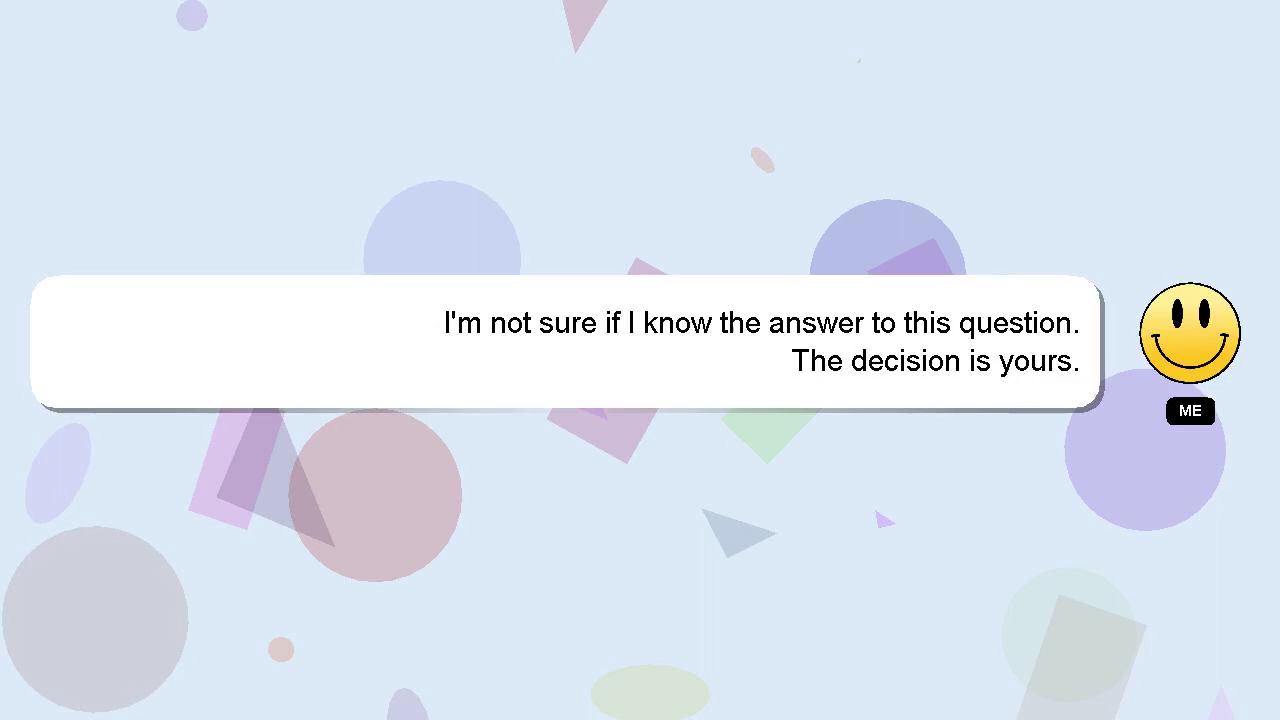 I'm not sure if I know the answer to this question.
The decision is yours.
ME